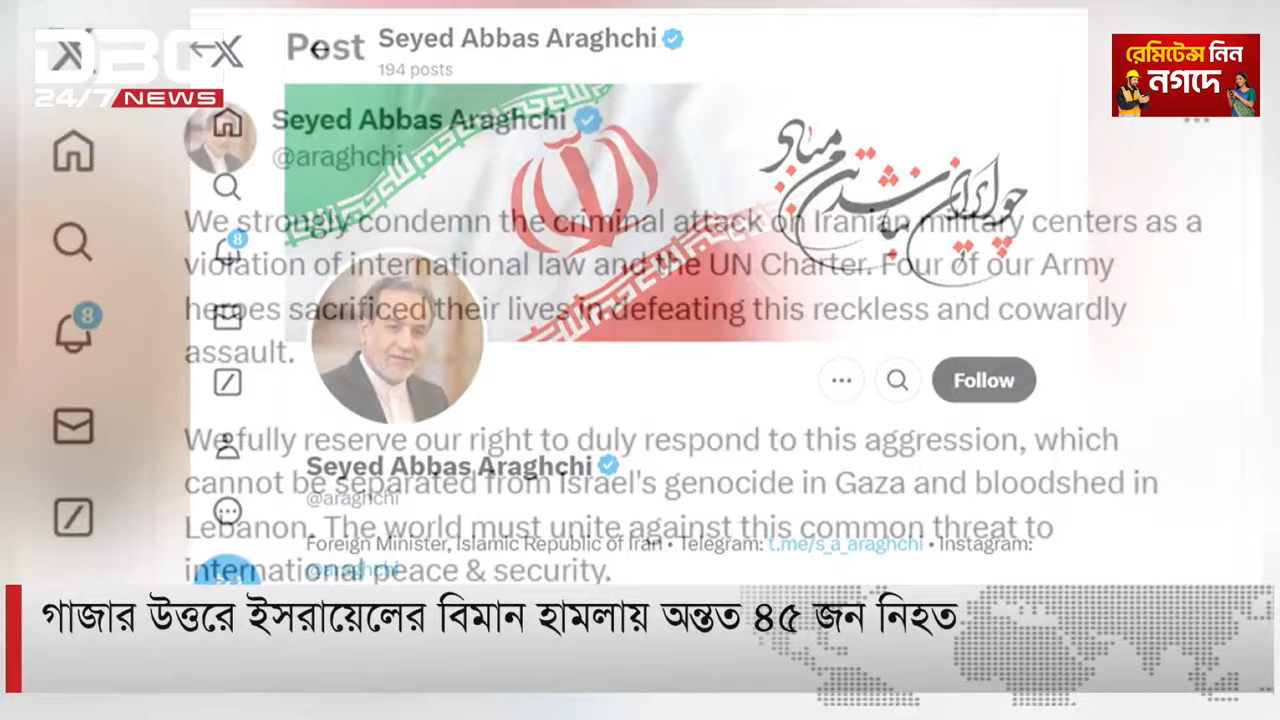 DBC
24/7 NEWS
রেমিটেন্স নিন
নগদে
Post
Seyed Abbas Araghchi
194 posts
Seyed Abbas Araghchi
@araghchi
8
8
We strongly condemn the criminal attack on Iranian military centers as a
violation of international law and the UN Charter. Four of our Army
heroes sacrificed their lives in defeating this reckless and cowardly
assault.
Follow
We fully reserve our right to duly respond to this aggression, which
cannot be separated from Israel's genocide in Gaza and bloodshed in
Lebanon. The world must unite against this common threat to
international peace & security.
Seyed Abbas Araghchi
@araghchi
Foreign Minister, Islamic Republic of Iran • Telegram: t.me/s_a_araghchi • Instagram:
@araghchi
গাজার উত্তরে ইসরায়েলের বিমান হামলায় অন্তত ৪৫ জন নিহত